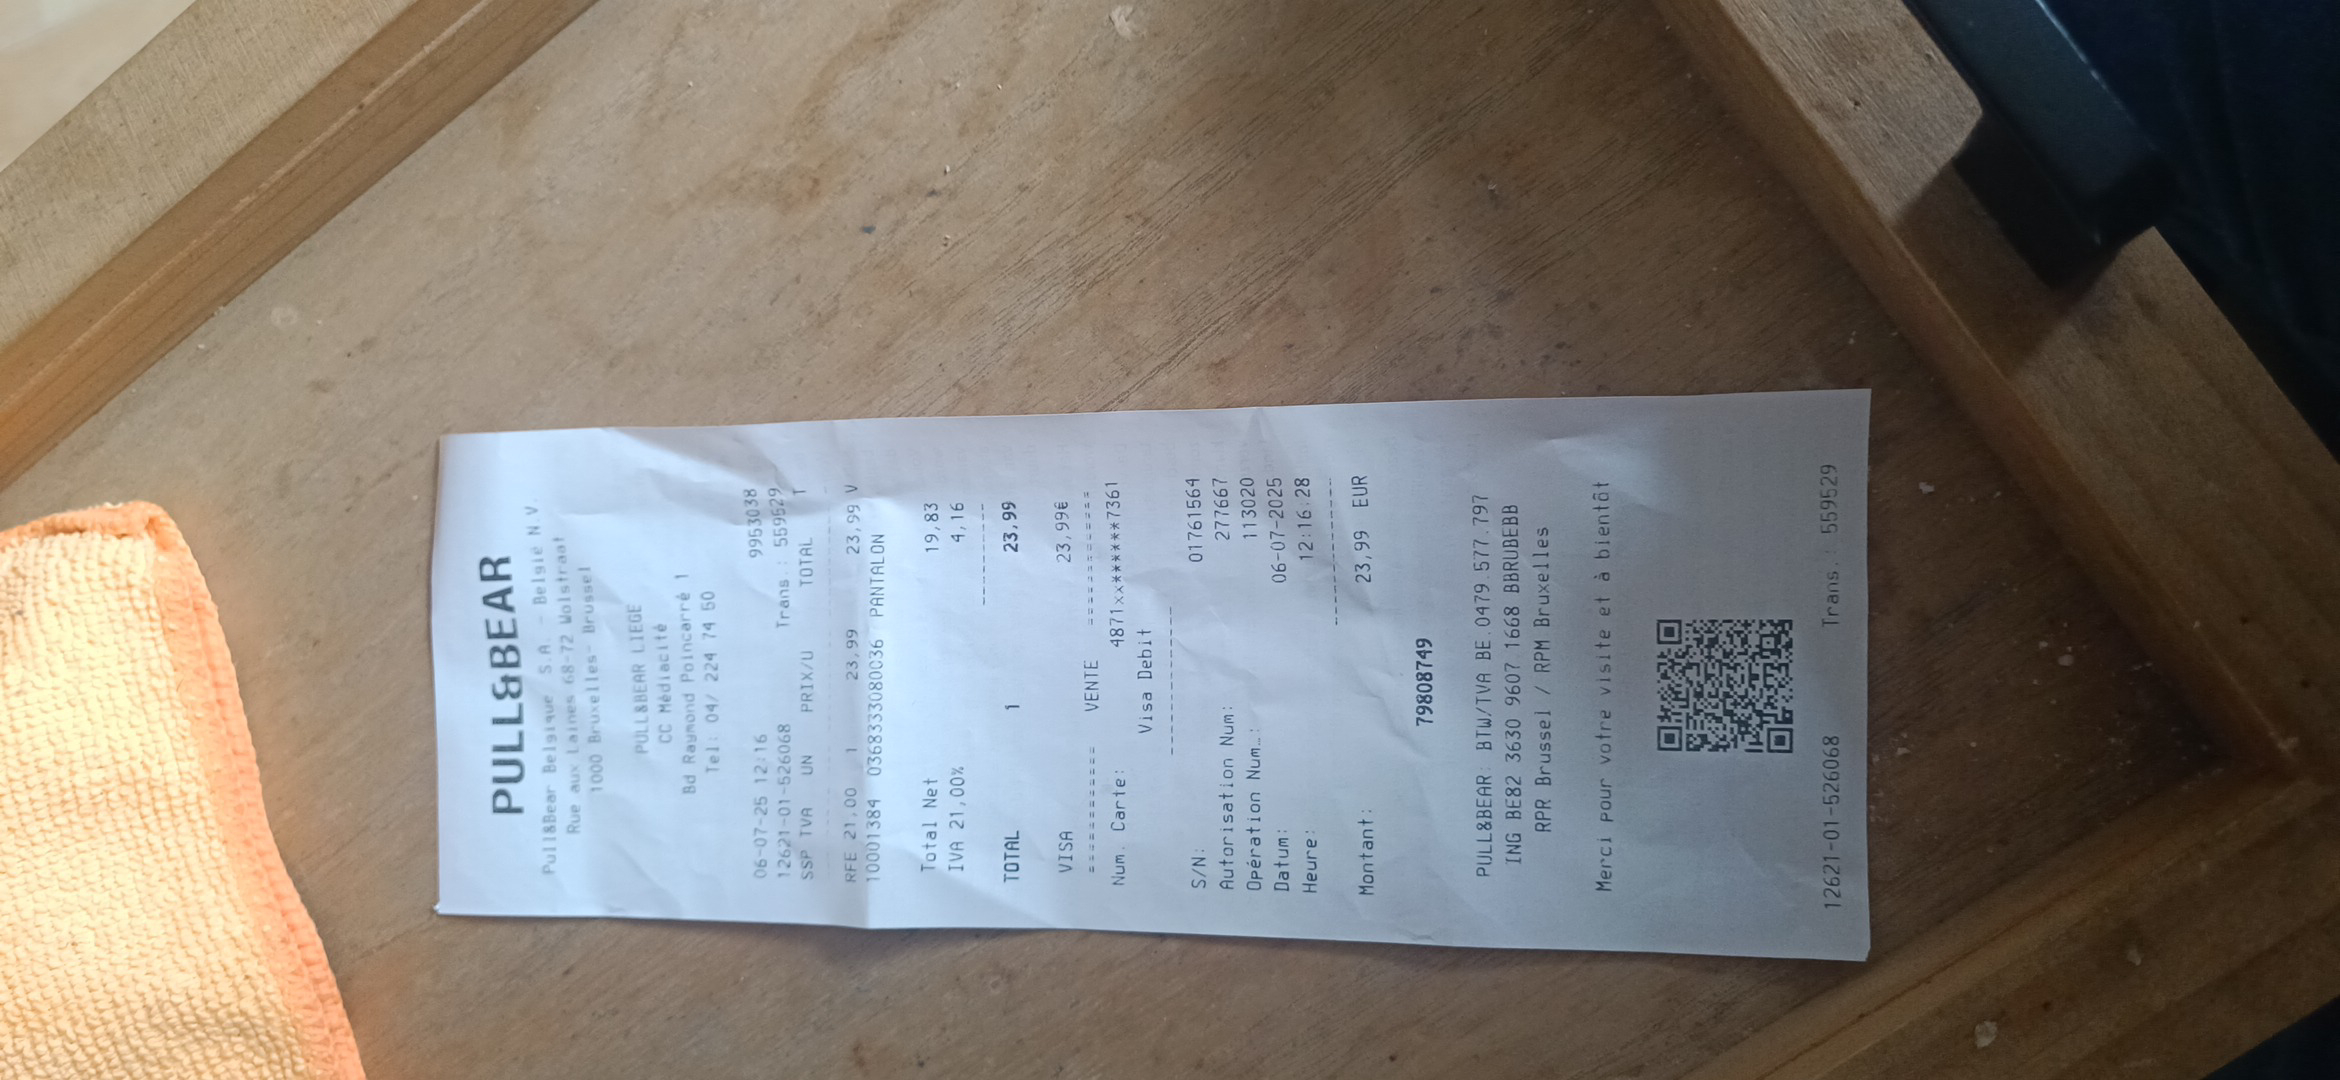 PULL&BEAR
Pull&Bear Belgique S.A. - België N.V.
Rue aux Laines 68-72 Wolstraat
1000 Bruxelles- Brussel
PULL&BEAR LIEGE
CC Médiacité
Bd Raymond Poincarré 1
Tel: 04/ 224 74 50
06-07-25 12:16 9953038
12621-01-526068 Trans.: 559529
SSP TVA UN PRIX/U TOTAL T
RFE 21,00 1 23,99 23,99 V
10001384 0368333080036 PANTALON
Total Net 19,83
IVA 21,00% 4,16
TOTAL 1 23,99
VISA 23,99€
=========== VENTE ===========
Num. Carte: 4871xx******7361
Visa Debit
S/N: 01761564
Autorisation Num: 277667
Opération Num…: 113020
Datum: 06-07-2025
Heure: 12:16:28
Montant: 23,99 EUR
79808749
PULL&BEAR: BTW/TVA BE.0479.577.797
ING BE82 3630 9607 1668 BBRUBEBB
RPR Brussel / RPM Bruxelles
Merci pour votre visite et à bientôt
12621-01-526068 Trans.: 559529